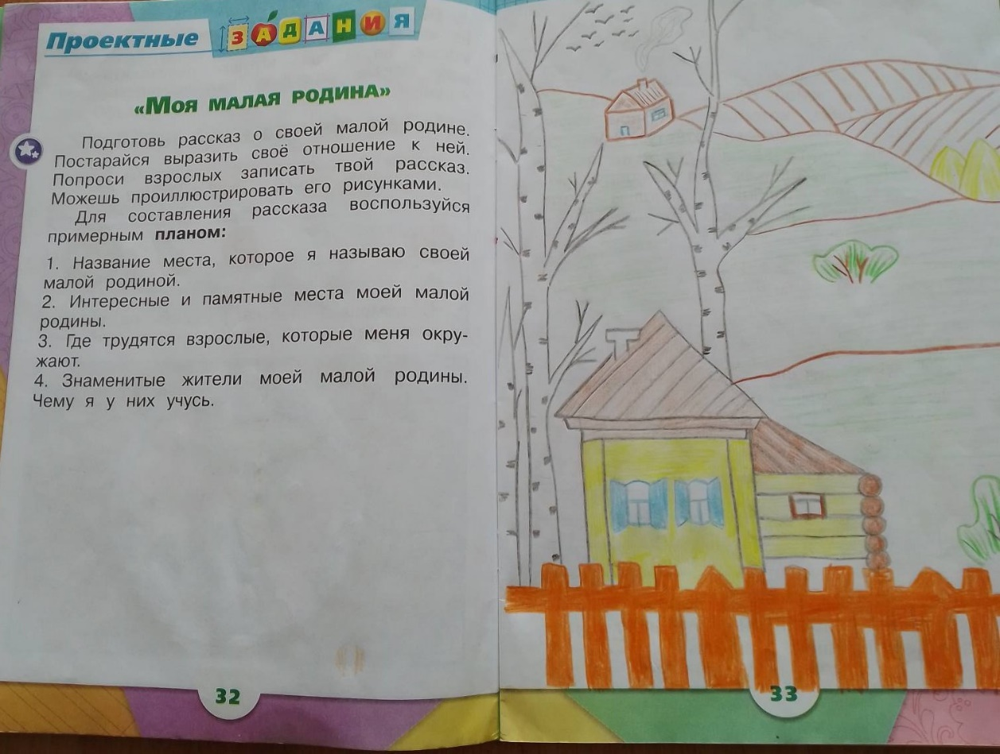 Проектные ЗАДАНИЯ
«Моя малая родина»
Подготовь рассказ о своей малой родине.
Постарайся выразить своё отношение к ней.
Попроси взрослых записать твой рассказ.
Можешь проиллюстрировать его рисунками.
Для составления рассказа воспользуйся
примерным планом:
1. Название места, которое я называю своей
малой родиной.
2. Интересные и памятные места моей малой
родины.
3. Где трудятся взрослые, которые меня окру-
жают.
4. Знаменитые жители моей малой родины.
Чему я у них учусь.
32
33